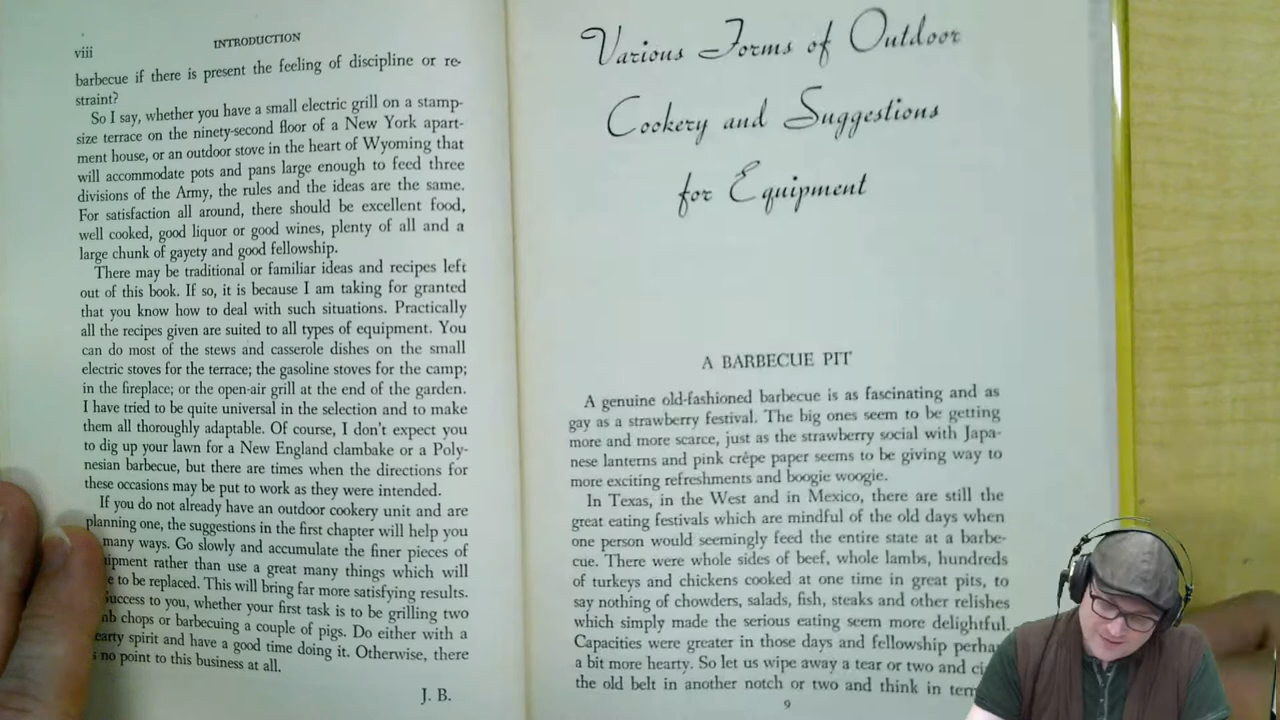 viii
INTRODUCTION
barbecue if there is present the feeling of discipline or re-
straint?
So I say, whether you have a small electric grill on a stamp-
size terrace on the ninety-second floor of a New York apart-
ment house, or an outdoor stove in the heart of Wyoming that
will accommodate pots and pans large enough to feed three
divisions of the Army, the rules and the ideas are the same.
For satisfaction all around, there should be excellent food,
well cooked, good liquor or good wines, plenty of all and a
large chunk of gayety and good fellowship.
There may be traditional or familiar ideas and recipes left
out of this book. If so, it is because I am taking for granted
that you know how to deal with such situations. Practically
all the recipes given are suited to all types of equipment. You
can do most of the stews and casserole dishes on the small
electric stoves for the terrace; the gasoline stoves for the camp;
in the fireplace; or the open-air grill at the end of the garden.
I have tried to be quite universal in the selection and to make
them all thoroughly adaptable. Of course, I don't expect you
to dig up your lawn for a New England clambake or a Poly-
nesian barbecue, but there are times when the directions for
these occasions may be put to work as they were intended.
If you do not already have an outdoor cookery unit and are
planning one, the suggestions in the first chapter will help you
many ways. Go slowly and accumulate the finer pieces of
ipment rather than use a great many things which will
e to be replaced. This will bring far more satisfying results.
uccess to you, whether your first task is to be grilling two
mb chops or barbecuing a couple of pigs. Do either with a
earty spirit and have a good time doing it. Otherwise, there
s no point to this business at all.
J. B.
Various Forms of Outdoor
Cookery and Suggestions
for Equipment
A BARBECUE PIT
A genuine old-fashioned barbecue is as fascinating and as
gay as a strawberry festival. The big ones seem to be getting
more and more scarce, just as the strawberry social with Japa-
nese lanterns and pink crêpe paper seems to be giving way to
more exciting refreshments and boogie woogie.
In Texas, in the West and in Mexico, there are still the
great eating festivals which are mindful of the old days when
one person would seemingly feed the entire state at a barbe-
cue. There were whole sides of beef, whole lambs, hundreds
of turkeys and chickens cooked at one time in great pits, to
say nothing of chowders, salads, fish, steaks and other relishes
which simply made the serious eating seem more delightful.
Capacities were greater in those days and fellowship perha
a bit more hearty. So let us wipe away a tear or two and ci
the old belt in another notch or two and think in ter
9